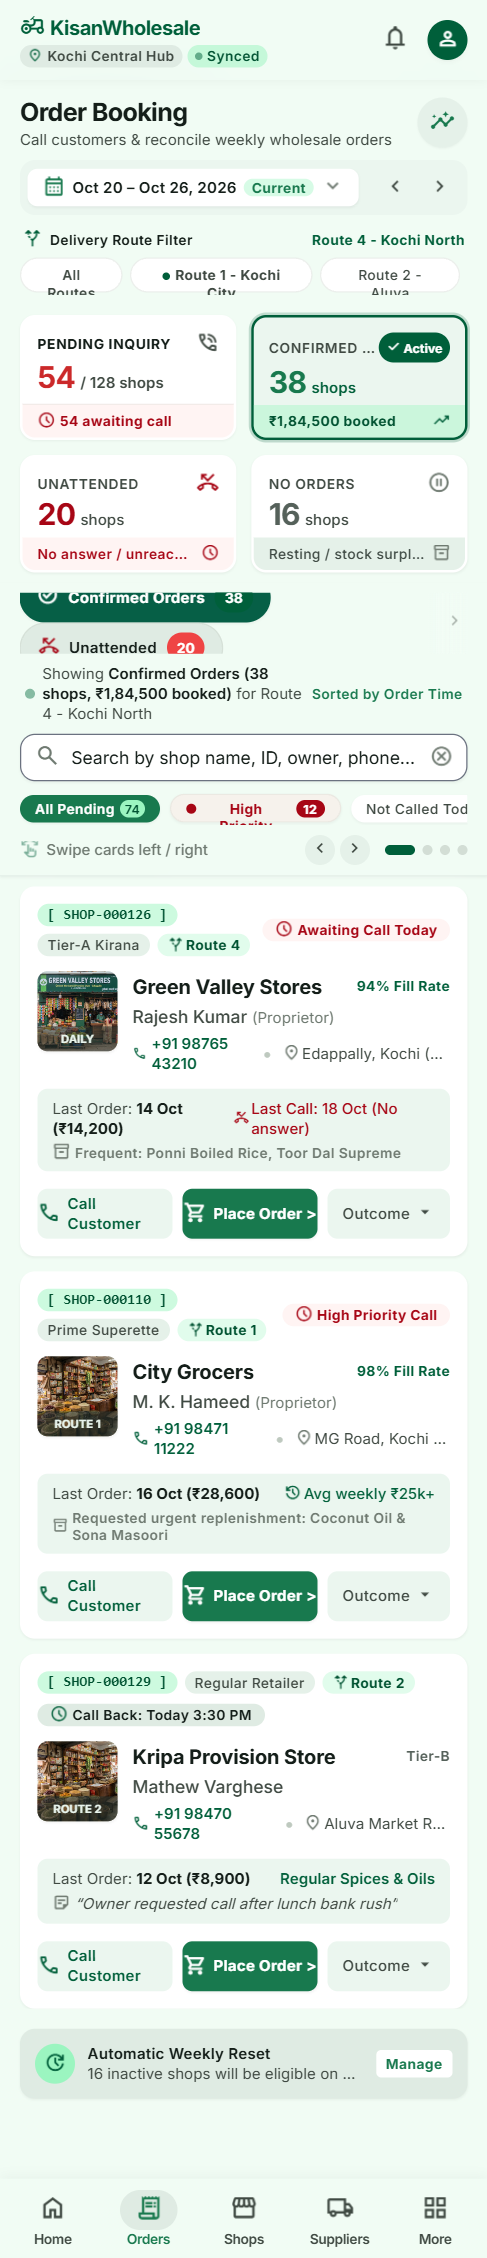 KisanWholesale
Kochi Central Hub Synced
Order Booking
Call customers & reconcile weekly wholesale orders
Oct 20 – Oct 26, 2026 Current
Delivery Route Filter Route 4 - Kochi North
All Routes
Route 1 - Kochi City
Route 2 - Aluva
PENDING INQUIRY
54 / 128 shops
54 awaiting call
CONFIRMED ... Active
38 shops
₹1,84,500 booked
UNATTENDED
20 shops
No answer / unreac...
NO ORDERS
16 shops
Resting / stock surpl...
Confirmed Orders 38
Unattended 20
Showing Confirmed Orders (38
shops, ₹1,84,500 booked) for Route
4 - Kochi North
Sorted by Order Time
Search by shop name, ID, owner, phone...
All Pending 74
High Priority 12
Not Called Tod
Swipe cards left / right
[ SHOP-000126 ]
Tier-A Kirana Route 4
Awaiting Call Today
GREEN VALLEY STORES
DAILY
Green Valley Stores 94% Fill Rate
Rajesh Kumar (Proprietor)
+91 98765
43210
Edappally, Kochi (...
Last Order: 14 Oct
(₹14,200)
Last Call: 18 Oct (No
answer)
Frequent: Ponni Boiled Rice, Toor Dal Supreme
Call
Customer
Place Order >
Outcome
[ SHOP-000110 ]
Prime Superette Route 1
High Priority Call
ROUTE 1
City Grocers 98% Fill Rate
M. K. Hameed (Proprietor)
+91 98471
11222
MG Road, Kochi ...
Last Order: 16 Oct (₹28,600) Avg weekly ₹25k+
Requested urgent replenishment: Coconut Oil &
Sona Masoori
Call
Customer
Place Order >
Outcome
[ SHOP-000129 ] Regular Retailer Route 2
Call Back: Today 3:30 PM
ROUTE 2
Kripa Provision Store Tier-B
Mathew Varghese
+91 98470
55678
Aluva Market R...
Last Order: 12 Oct (₹8,900) Regular Spices & Oils
“Owner requested call after lunch bank rush”
Call
Customer
Place Order >
Outcome
Automatic Weekly Reset
16 inactive shops will be eligible on ...
Manage
Home Orders Shops Suppliers More